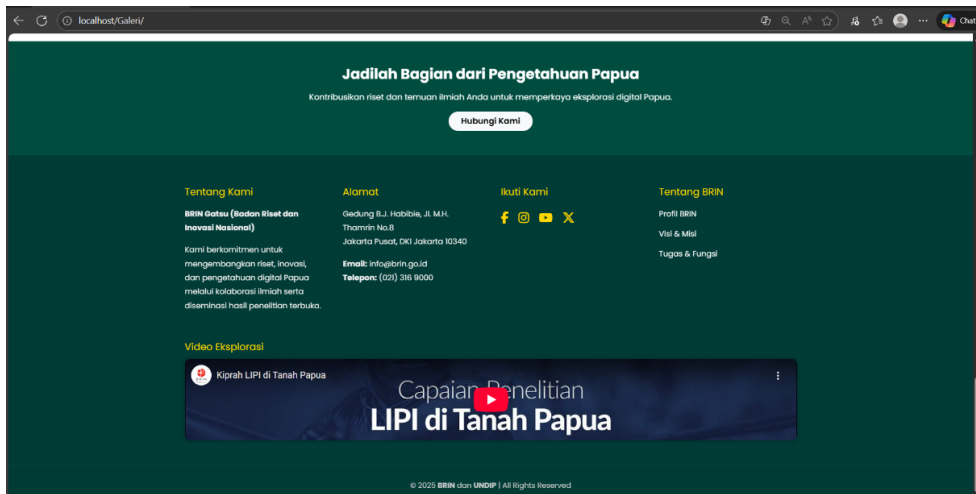 localhost/Galeri/
Chat
Jadilah Bagian dari Pengetahuan Papua
Kontribusikan riset dan temuan ilmiah Anda untuk memperkaya eksplorasi digital Papua.
Hubungi Kami
Tentang Kami
BRIN Gatsu (Badan Riset dan
Inovasi Nasional)
Kami berkomitmen untuk
mengembangkan riset, inovasi,
dan pengetahuan digital Papua
melalui kolaborasi ilmiah serta
diseminasi hasil penelitian terbuka.
Alamat
Gedung B.J. Habibie, Jl. M.H.
Thamrin No.8
Jakarta Pusat, DKI Jakarta 10340
Email: info@brin.go.id
Telepon: (021) 316 9000
Ikuti Kami
Tentang BRIN
Profil BRIN
Visi & Misi
Tugas & Fungsi
Video Eksplorasi
Kiprah LIPI di Tanah Papua
Capaian Penelitian
LIPI di Tanah Papua
© 2025 BRIN dan UNDIP | All Rights Reserved